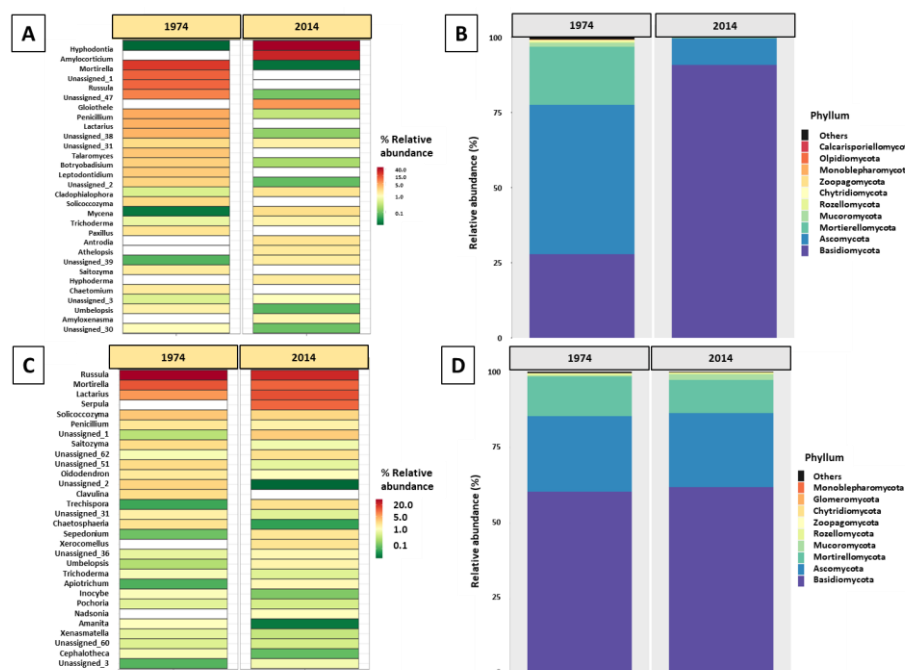 A
1974
2014
Hyphodontia
Amylocorticium
Mortirella
Unassigned_1
Russula
Unassigned_47
Gloiothele
Penicillium
Lactarius
Unassigned_38
Unassigned_31
Talaromyces
Botryobadisium
Leptodontidium
Unassigned_2
Cladophialophora
Solicoccozyma
Mycena
Trichoderma
Paxillus
Antrodia
Athelopsis
Unassigned_39
Saitozyma
Hyphoderma
Chaetomium
Unassigned_3
Umbelopsis
Amyloxenasma
Unassigned_30
% Relative
abundance
40.0
15.0
5.0
1.0
0.1
B
1974
2014
Relative abundance (%)
100
75
50
25
0
Phyllum
Others
Calcarisporiellomycot
Olpidiomycota
Monoblepharomycot
Zoopagomycota
Chytridiomycota
Rozellomycota
Mucoromycota
Mortierellomycota
Ascomycota
Basidiomycota
C
1974
2014
Russula
Mortirella
Lactarius
Serpula
Solicoccozyma
Penicillium
Unassigned_1
Saitozyma
Unassigned_62
Unassigned_51
Oidodendron
Unassigned_2
Clavulina
Trechispora
Unassigned_31
Chaetosphaeria
Sepedonium
Xerocomellus
Unassigned_36
Umbelopsis
Trichoderma
Apiotrichum
Inocybe
Pochoria
Nadsonia
Amanita
Xenasmatella
Unassigned_60
Cephalotheca
Unassigned_3
% Relative
abundance
20.0
5.0
1.0
0.1
D
1974
2014
Relative abundance (%)
100
75
50
25
0
Phyllum
Others
Monoblepharomycota
Glomeromycota
Chytridiomycota
Zoopagomycota
Rozellomycota
Mucoromycota
Mortirellomycota
Ascomycota
Basidiomycota